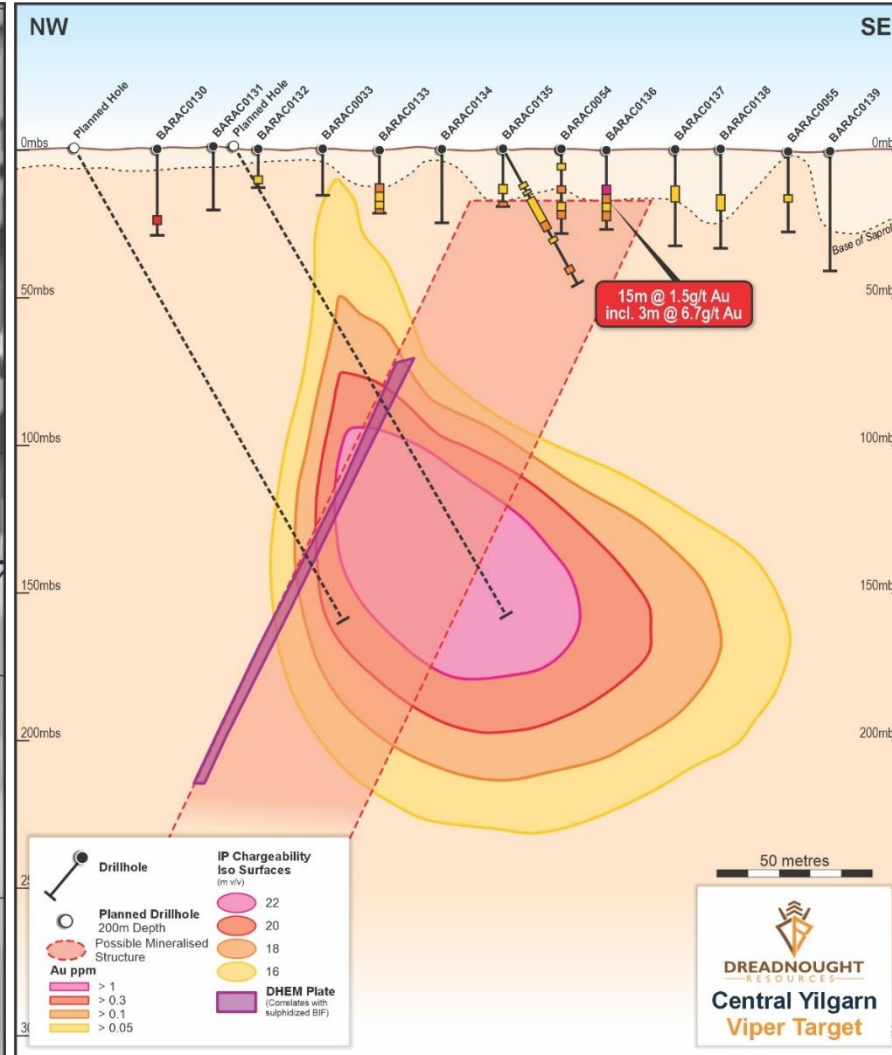 NW
SE
Planned Hole
BARAC0130
BARAC0131
Planned Hole
BARAC0132
BARAC0033
BARAC0133
BARAC0134
BARAC0135
BARAC0054
BARAC0136
BARAC0137
BARAC0138
BARAC0055
BARAC0139
0mbs
Base of
50mbs
15m @ 1.5g/t Au
incl. 3m @ 6.7g/t Au
100mbs
100mbs
150mbs
150mbs
200mbs
Drillhole
Planned Drillhole
200m Depth
Possible Mineralised
Structure
Au ppm
> 1
> 0.3
> 0.1
> 0.05
IP Chargeability
Iso Surfaces
(m v/v)
22
20
18
16
DHEM Plate
(Correlates with
sulphidized BIF)
50 metres
DREADNOUGHT
RESOURCES
Central Yilgarn
Viper Target